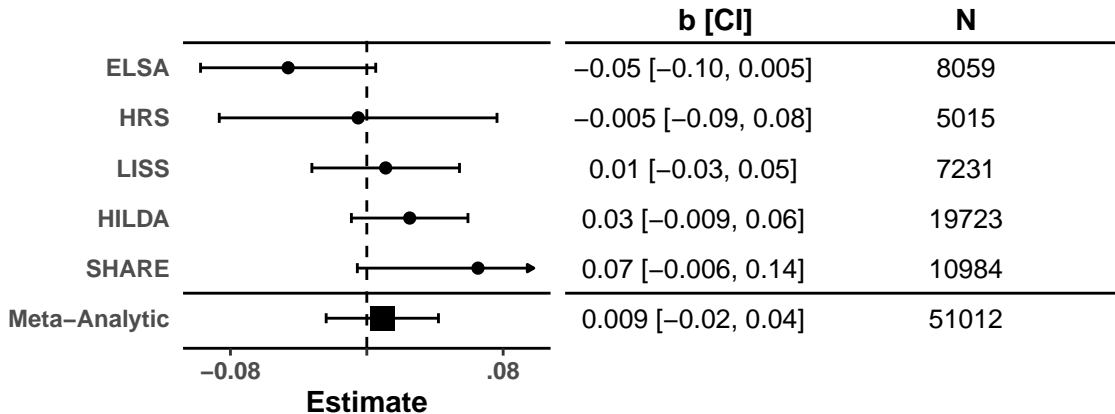 b [CI] N
ELSA −0.05 [−0.10, 0.005] 8059
HRS −0.005 [−0.09, 0.08] 5015
LISS 0.01 [−0.03, 0.05] 7231
HILDA 0.03 [−0.009, 0.06] 19723
SHARE 0.07 [−0.006, 0.14] 10984
Meta−Analytic 0.009 [−0.02, 0.04] 51012
−0.08 .08
Estimate